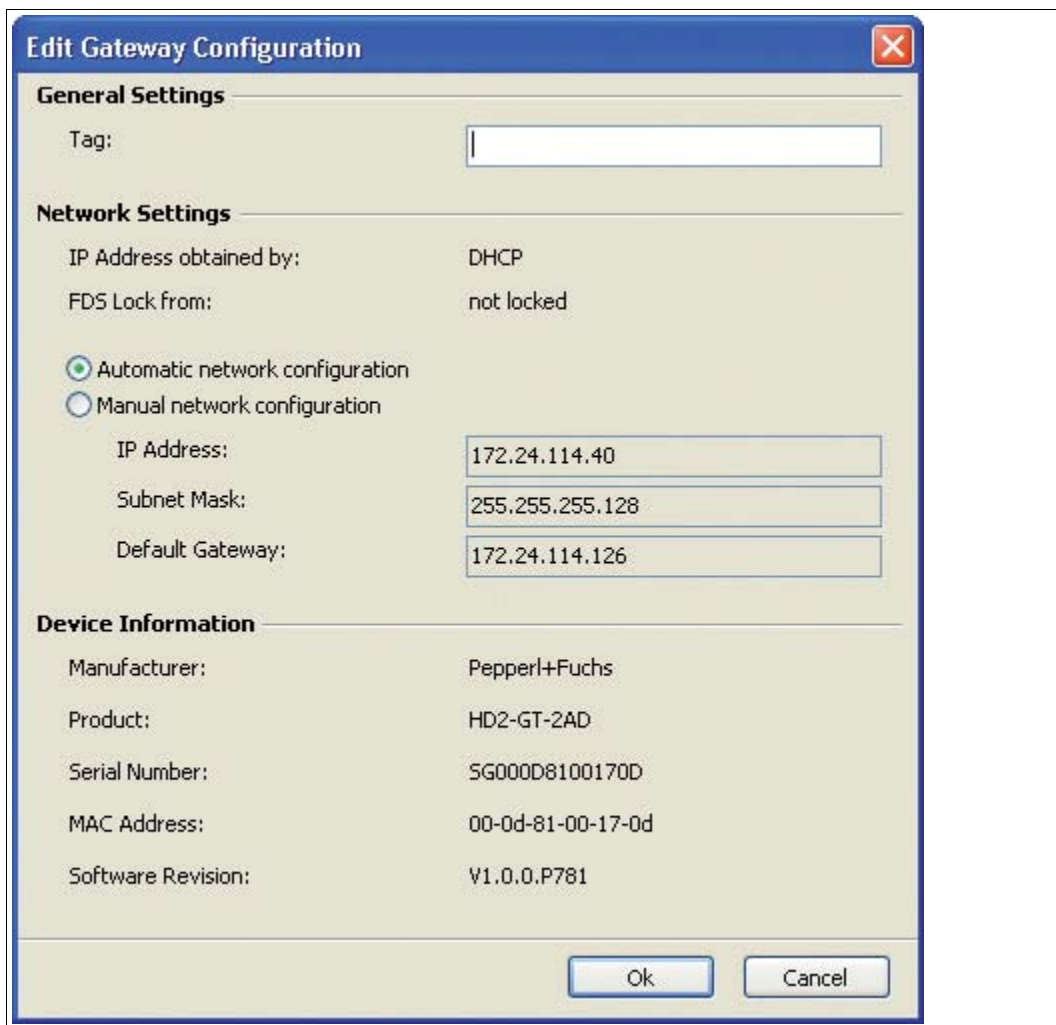 Edit Gateway Configuration
General Settings
Tag:
Network Settings
IP Address obtained by: DHCP
FDS Lock from: not locked
Automatic network configuration
Manual network configuration
IP Address: 172.24.114.40
Subnet Mask: 255.255.255.128
Default Gateway: 172.24.114.126
Device Information
Manufacturer: Pepperl+Fuchs
Product: HD2-GT-2AD
Serial Number: SG000D8100170D
MAC Address: 00-0d-81-00-17-0d
Software Revision: V1.0.0.P781
Ok Cancel